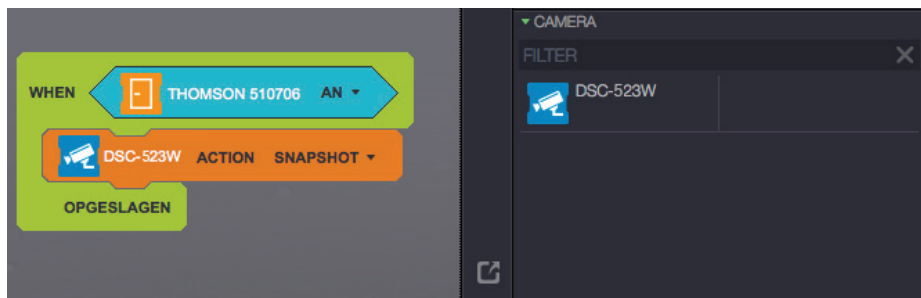 WHEN THOMSON 510706 AN
DSC-523W ACTION SNAPSHOT
OPGESLAGEN
CAMERA
FILTER
DSC-523W